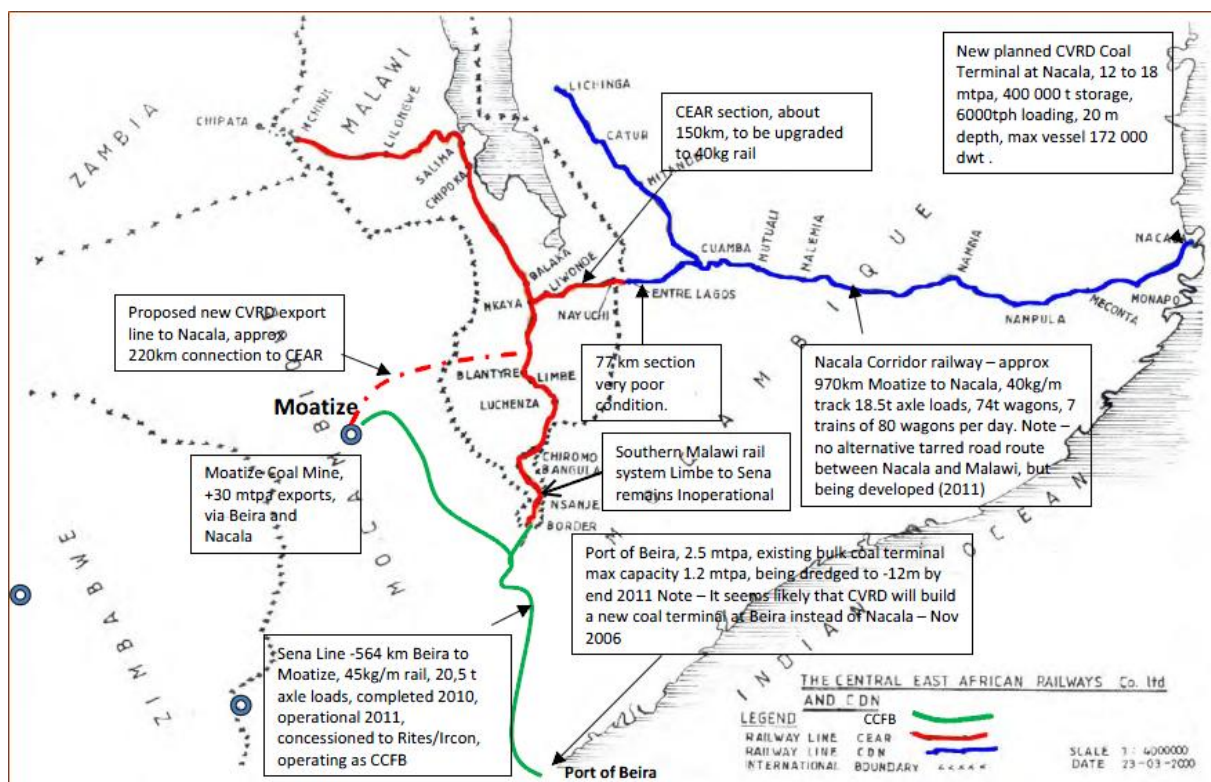 New planned CVRD Coal
Terminal at Nacala, 12 to 18
mtpa, 400 000 t storage,
6000tph loading, 20 m
depth, max vessel 172 000
dwt .
CEAR section, about
150km, to be upgraded
to 40kg rail
ZAMBIA
MALAWI
CHIPATA
MCHINJI
LILONGWE
SALIMA
CHIPOKA
LICHINGA
CATUR
CUAMBA
MUTUALI
MALEMIA
NACALA
MONAPO
MECONTA
NAMPULA
BALAKA
LIWONDE
NKAYA
NAYUCHI
ENTRE LAGOS
Proposed new CVRD export
line to Nacala, approx
220km connection to CEAR
77 km section
very poor
condition.
Nacala Corridor railway – approx
970km Moatize to Nacala, 40kg/m
track 18.5t axle loads, 74t wagons, 7
trains of 80 wagons per day. Note –
no alternative tarred road route
between Nacala and Malawi, but
being developed (2011)
BLANTYRE
LIMBE
LUCHENZA
Moatize
CHIROMO
BANGULA
NSANJE
BORDER
Southern Malawi rail
system Limbe to Sena
remains Inoperational
Moatize Coal Mine,
+30 mtpa exports,
via Beira and
Nacala
MOZAMBIQUE
ZIMBABWE
INDIAN OCEAN
Port of Beira, 2.5 mtpa, existing bulk coal terminal
max capacity 1.2 mtpa, being dredged to -12m by
end 2011 Note – It seems likely that CVRD will build
a new coal terminal at Beira instead of Nacala – Nov
2006
Sena Line -564 km Beira to
Moatize, 45kg/m rail, 20,5 t
axle loads, completed 2010,
operational 2011,
concessioned to Rites/Ircon,
operating as CCFB
Port of Beira
THE CENTRAL EAST AFRICAN RAILWAYS Co. ltd
AND CDN
LEGEND CCFB
RAILWAY LINE CEAR
RAILWAY LINE CDN
INTERNATIONAL BOUNDARY
SCALE 1: 4000000
DATE 23-03-2000